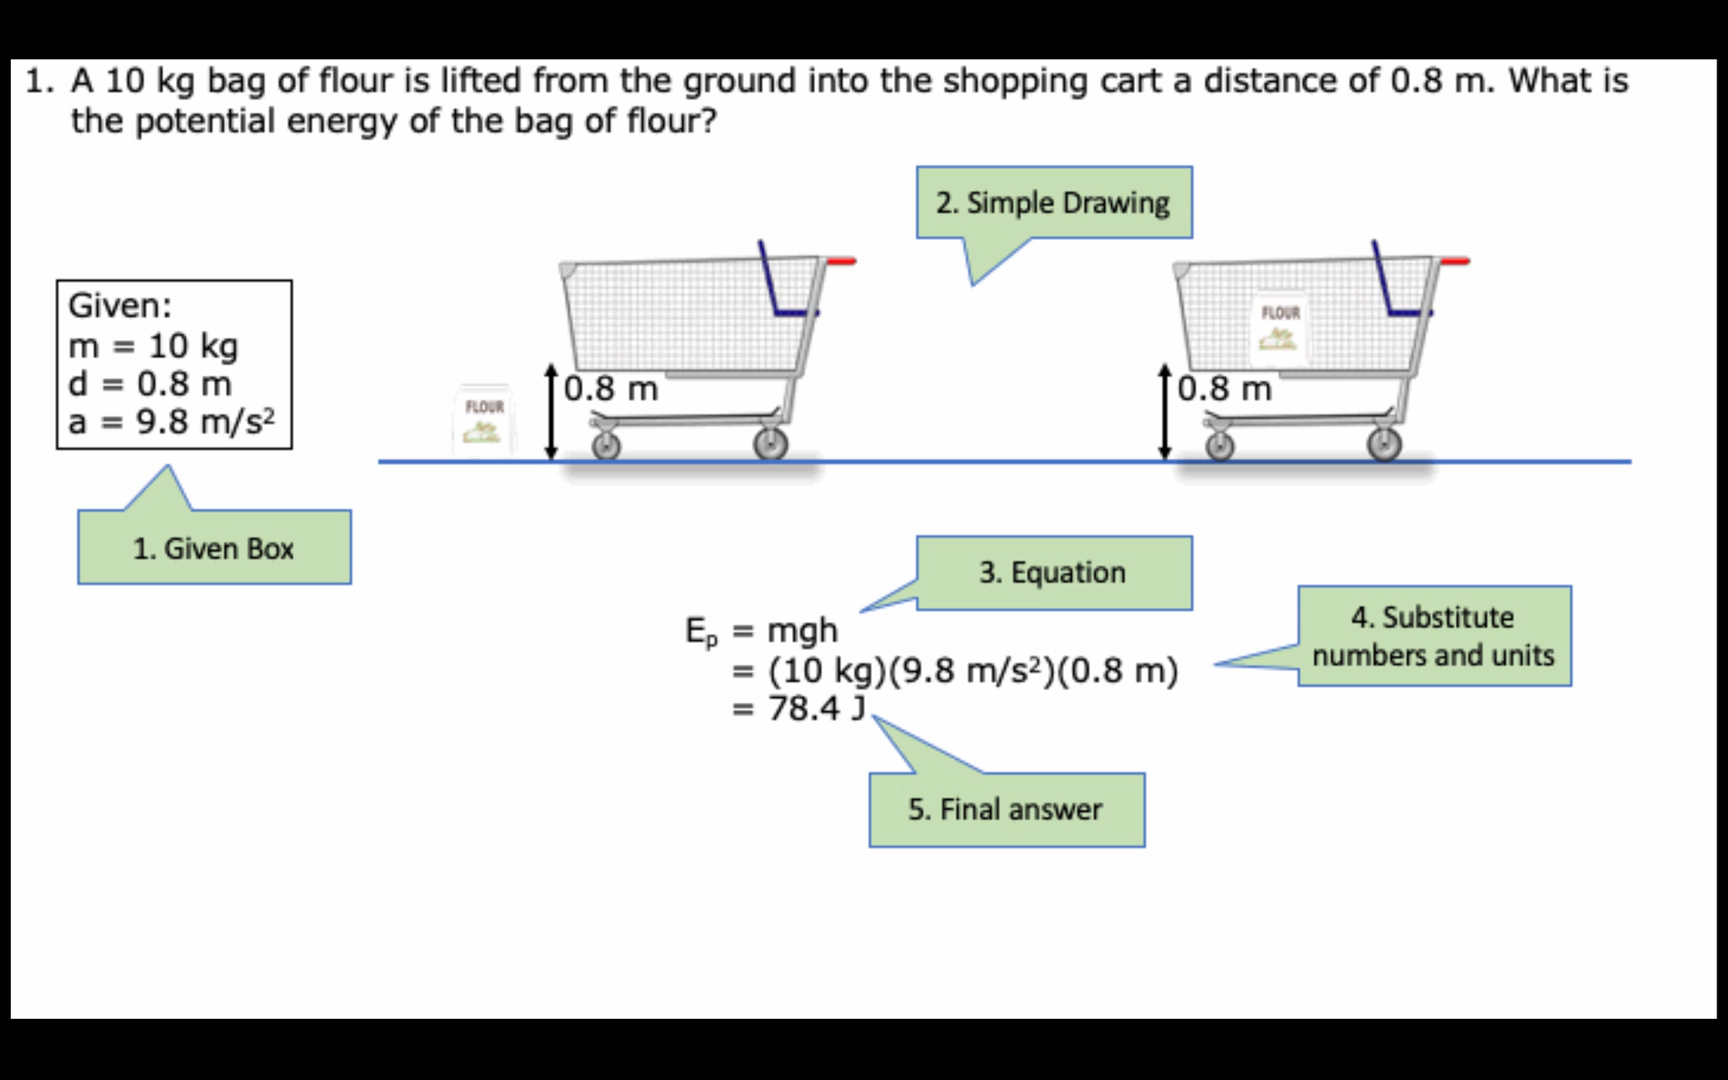 1. A 10 kg bag of flour is lifted from the ground into the shopping cart a distance of 0.8 m. What is
the potential energy of the bag of flour?
2. Simple Drawing
Given:
m = 10 kg
d = 0.8 m
a = 9.8 m/s²
FLOUR
0.8 m
FLOUR
0.8 m
1. Given Box
3. Equation
Eₚ = mgh
= (10 kg)(9.8 m/s²)(0.8 m)
= 78.4 J
4. Substitute
numbers and units
5. Final answer